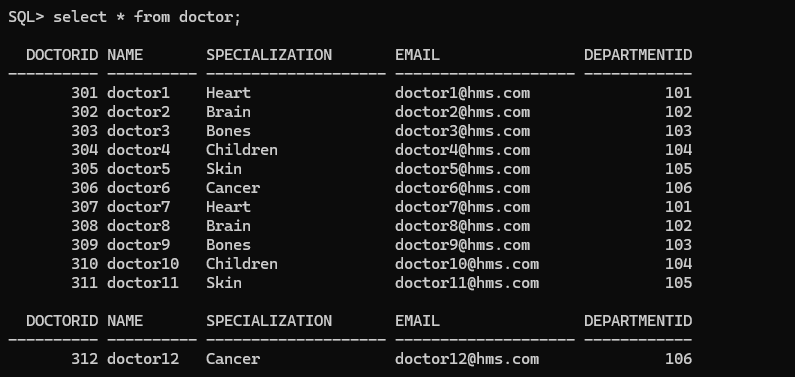 SQL> select * from doctor;
  DOCTORID NAME       SPECIALIZATION       EMAIL                DEPARTMENTID
---------- ---------- -------------------- -------------------- ------------
       301 doctor1    Heart                doctor1@hms.com               101
       302 doctor2    Brain                doctor2@hms.com               102
       303 doctor3    Bones                doctor3@hms.com               103
       304 doctor4    Children             doctor4@hms.com               104
       305 doctor5    Skin                 doctor5@hms.com               105
       306 doctor6    Cancer               doctor6@hms.com               106
       307 doctor7    Heart                doctor7@hms.com               101
       308 doctor8    Brain                doctor8@hms.com               102
       309 doctor9    Bones                doctor9@hms.com               103
       310 doctor10   Children             doctor10@hms.com              104
       311 doctor11   Skin                 doctor11@hms.com              105
  DOCTORID NAME       SPECIALIZATION       EMAIL                DEPARTMENTID
---------- ---------- -------------------- -------------------- ------------
       312 doctor12   Cancer               doctor12@hms.com              106